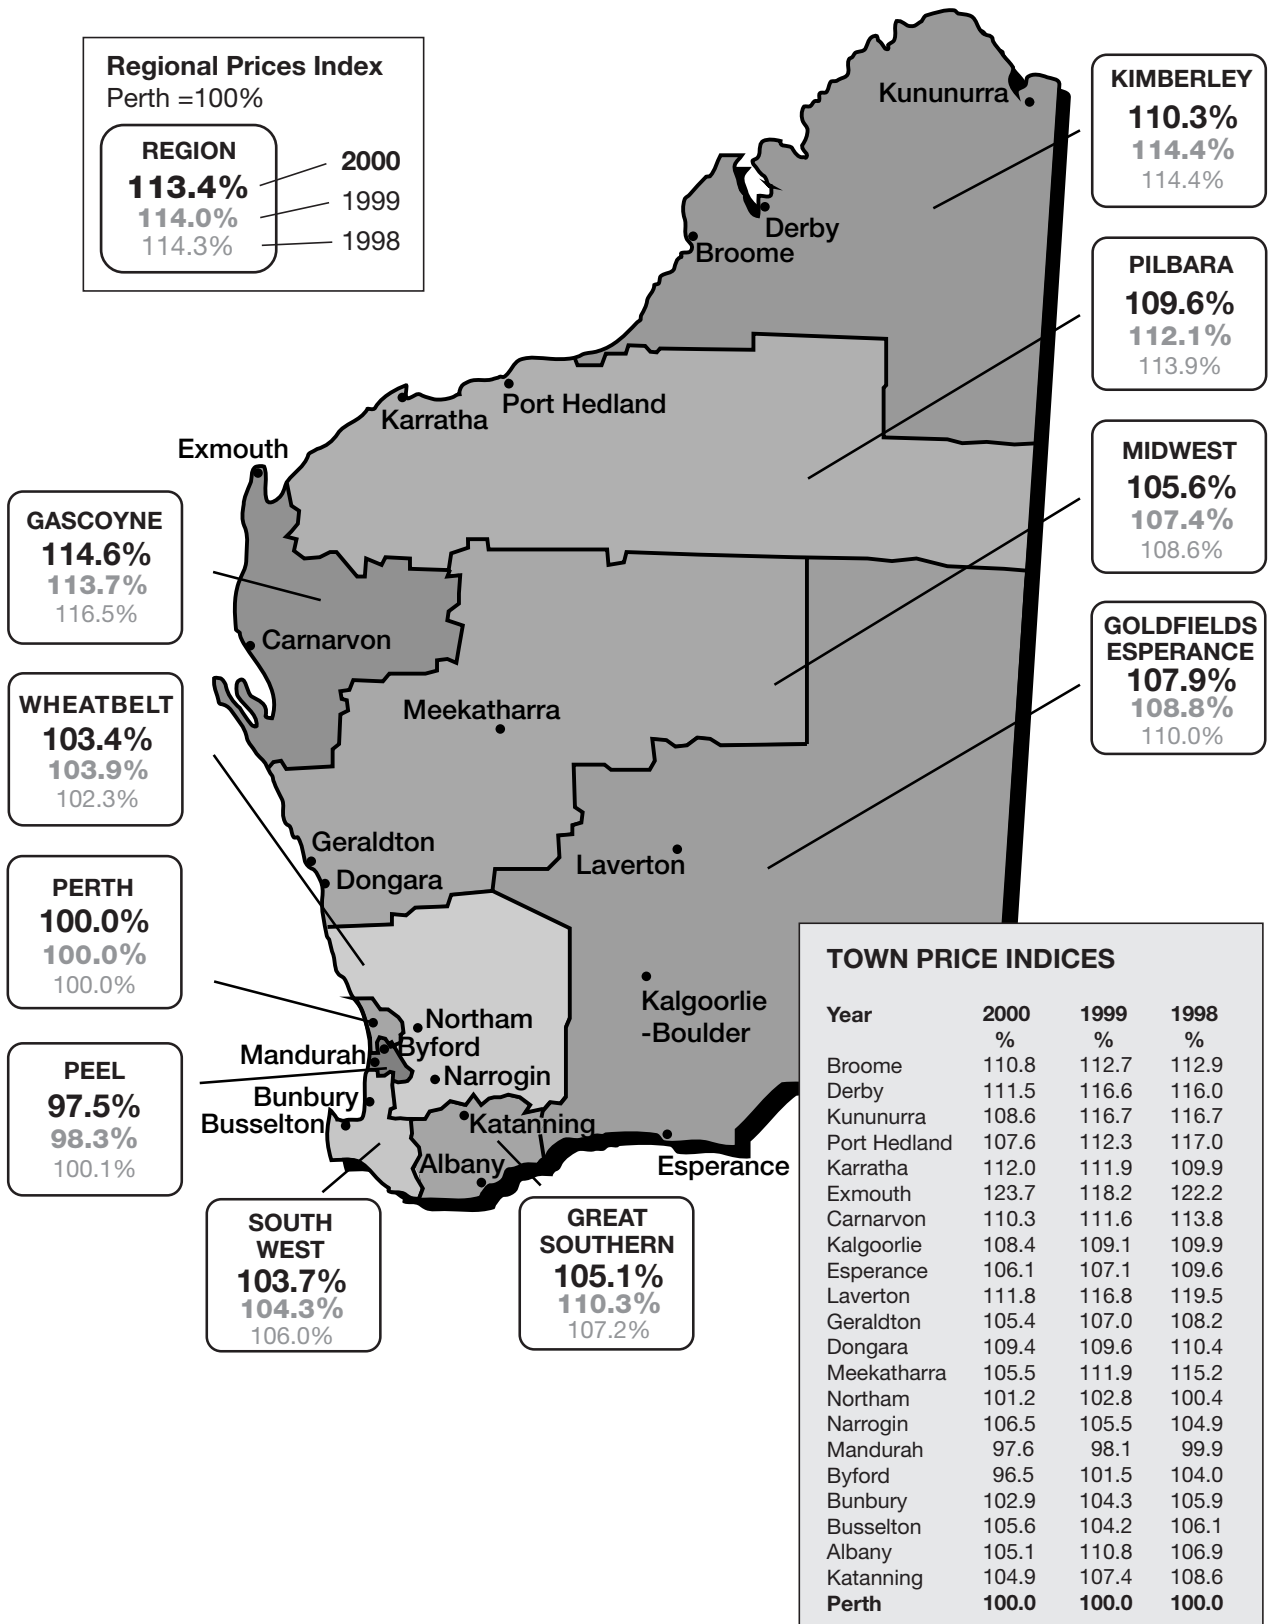 Regional Prices Index
Perth =100%
REGION
113.4%
114.0%
114.3%
2000
1999
1998
Kununurra
Derby
Broome
Port Hedland
Karratha
Exmouth
Carnarvon
Meekatharra
Geraldton
Dongara
Laverton
Kalgoorlie
-Boulder
Northam
Byford
Mandurah
Narrogin
Bunbury
Busselton
Katanning
Albany
Esperance
KIMBERLEY
110.3%
114.4%
114.4%
PILBARA
109.6%
112.1%
113.9%
MIDWEST
105.6%
107.4%
108.6%
GOLDFIELDS
ESPERANCE
107.9%
108.8%
110.0%
GASCOYNE
114.6%
113.7%
116.5%
WHEATBELT
103.4%
103.9%
102.3%
PERTH
100.0%
100.0%
100.0%
PEEL
97.5%
98.3%
100.1%
SOUTH
WEST
103.7%
104.3%
106.0%
GREAT
SOUTHERN
105.1%
110.3%
107.2%
TOWN PRICE INDICES
Year 2000 1999 1998
% % %
Broome 110.8 112.7 112.9
Derby 111.5 116.6 116.0
Kununurra 108.6 116.7 116.7
Port Hedland 107.6 112.3 117.0
Karratha 112.0 111.9 109.9
Exmouth 123.7 118.2 122.2
Carnarvon 110.3 111.6 113.8
Kalgoorlie 108.4 109.1 109.9
Esperance 106.1 107.1 109.6
Laverton 111.8 116.8 119.5
Geraldton 105.4 107.0 108.2
Dongara 109.4 109.6 110.4
Meekatharra 105.5 111.9 115.2
Northam 101.2 102.8 100.4
Narrogin 106.5 105.5 104.9
Mandurah 97.6 98.1 99.9
Byford 96.5 101.5 104.0
Bunbury 102.9 104.3 105.9
Busselton 105.6 104.2 106.1
Albany 105.1 110.8 106.9
Katanning 104.9 107.4 108.6
Perth 100.0 100.0 100.0